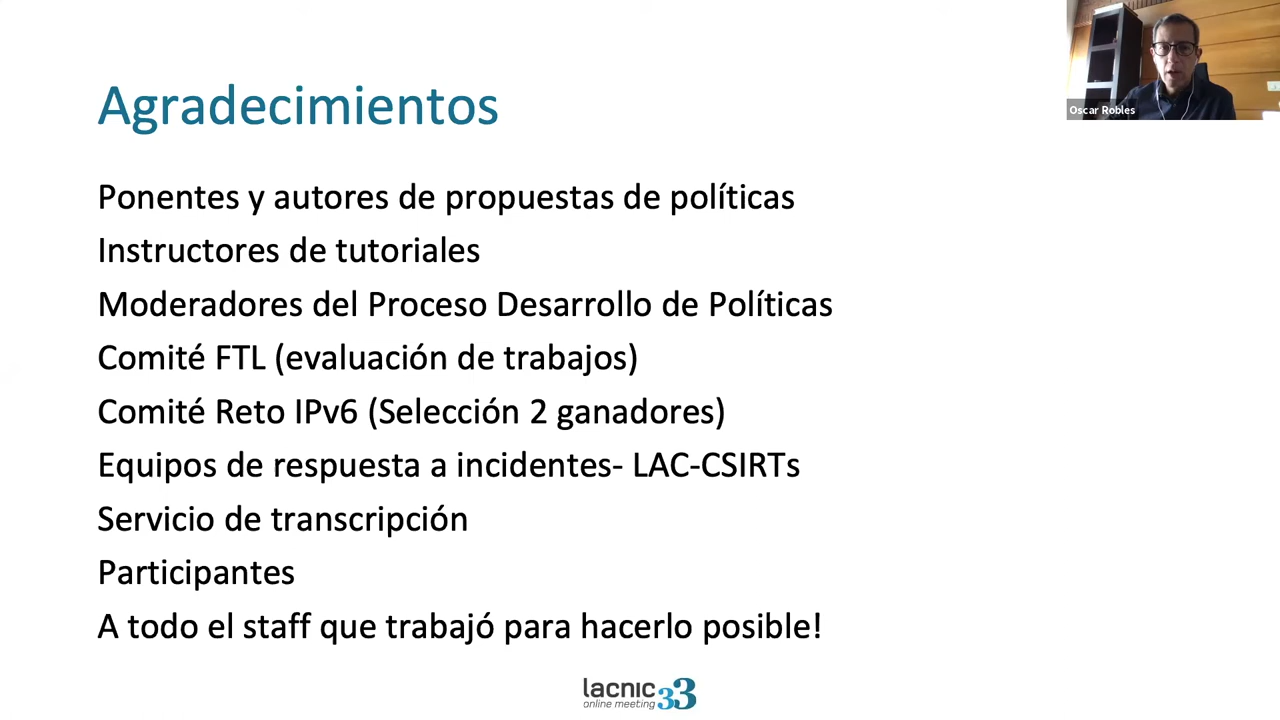 Agradecimientos
Oscar Robles
Ponentes y autores de propuestas de políticas
Instructores de tutoriales
Moderadores del Proceso Desarrollo de Políticas
Comité FTL (evaluación de trabajos)
Comité Reto IPv6 (Selección 2 ganadores)
Equipos de respuesta a incidentes- LAC-CSIRTs
Servicio de transcripción
Participantes
A todo el staff que trabajó para hacerlo posible!
lacnic 33
online meeting